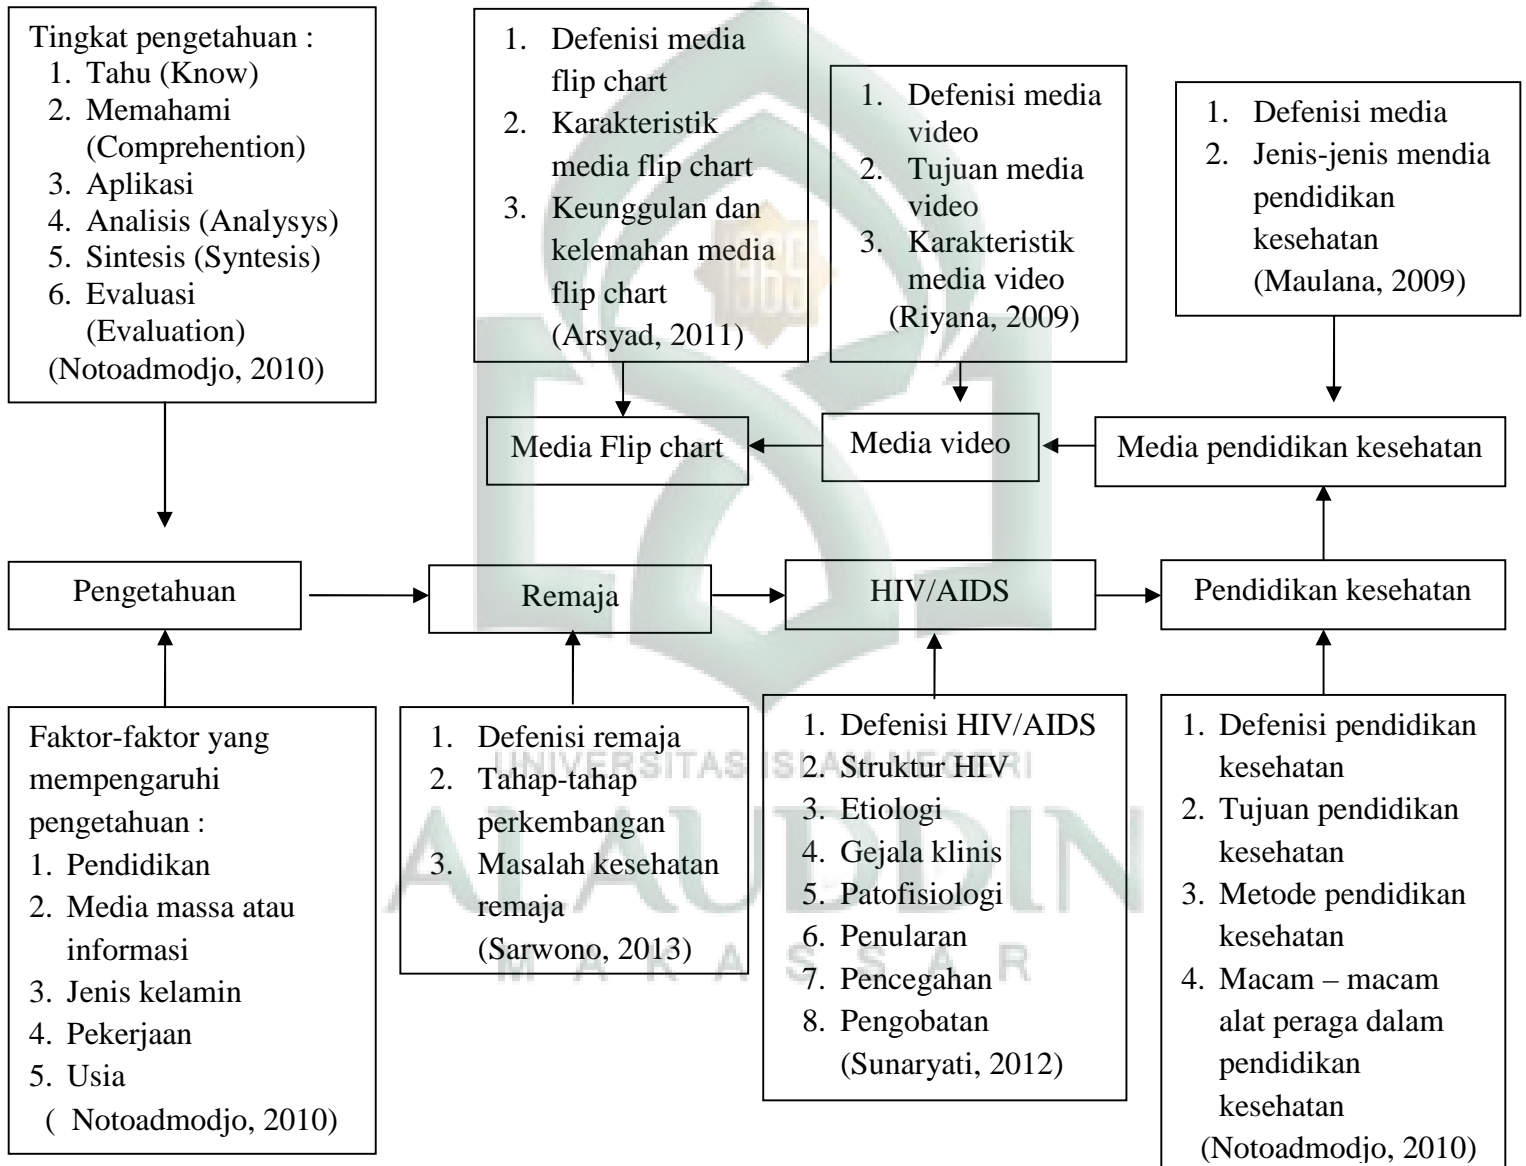 Tingkat pengetahuan :
1. Tahu (Know)
2. Memahami
(Comprehention)
3. Aplikasi
4. Analisis (Analysys)
5. Sintesis (Syntesis)
6. Evaluasi
(Evaluation)
(Notoadmodjo, 2010)
1. Defenisi media
flip chart
2. Karakteristik
media flip chart
3. Keunggulan dan
kelemahan media
flip chart
(Arsyad, 2011)
1. Defenisi media
video
2. Tujuan media
video
3. Karakteristik
media video
(Riyana, 2009)
1. Defenisi media
2. Jenis-jenis mendia
pendidikan
kesehatan
(Maulana, 2009)
1965
Media Flip chart
Media video
Media pendidikan kesehatan
Pengetahuan
Remaja
HIV/AIDS
Pendidikan kesehatan
Faktor-faktor yang
mempengaruhi
pengetahuan :
1. Pendidikan
2. Media massa atau
informasi
3. Jenis kelamin
4. Pekerjaan
5. Usia
( Notoadmodjo, 2010)
1. Defenisi remaja
2. Tahap-tahap
perkembangan
3. Masalah kesehatan
remaja
(Sarwono, 2013)
1. Defenisi HIV/AIDS
2. Struktur HIV
3. Etiologi
4. Gejala klinis
5. Patofisiologi
6. Penularan
7. Pencegahan
8. Pengobatan
(Sunaryati, 2012)
1. Defenisi pendidikan
kesehatan
2. Tujuan pendidikan
kesehatan
3. Metode pendidikan
kesehatan
4. Macam – macam
alat peraga dalam
pendidikan
kesehatan
(Notoadmodjo, 2010)
UNIVERSITAS ISLAM NEGERI
ALAUDDIN
MAKASSAR